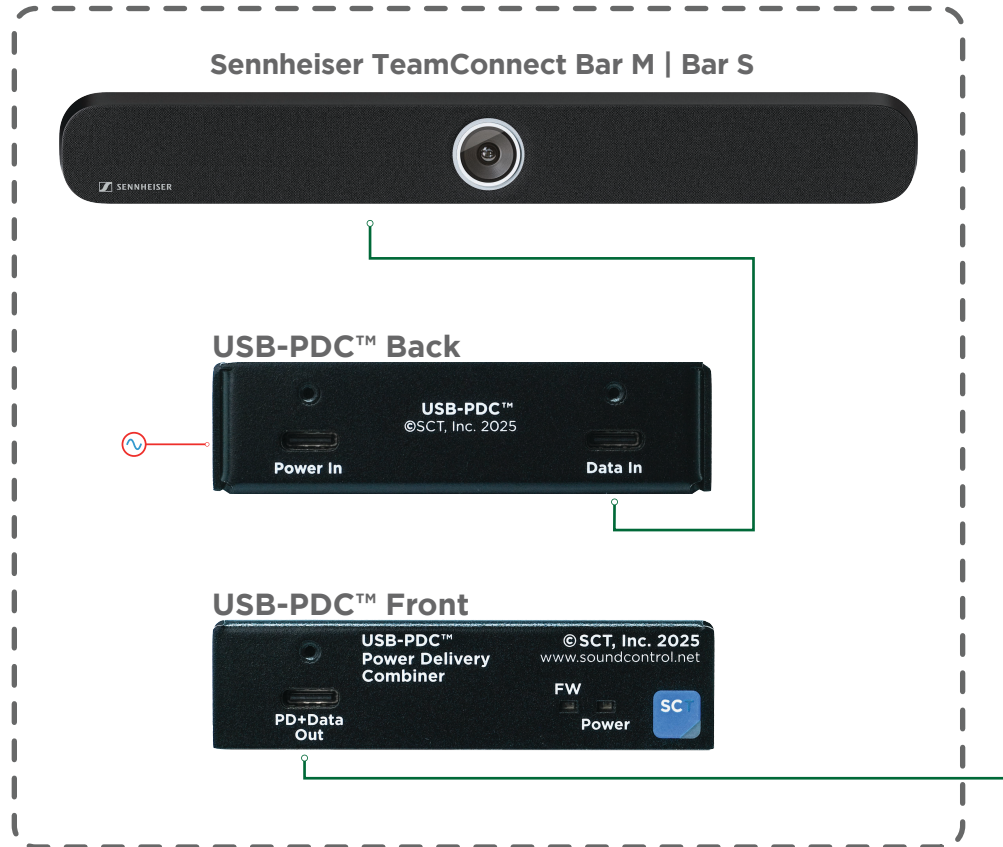 Sennheiser TeamConnect Bar M | Bar S
SENNHEISER
USB-PDC™ Back
USB-PDC™
©SCT, Inc. 2025
Power In
Data In
USB-PDC™ Front
USB-PDC™
Power Delivery
Combiner
©SCT, Inc. 2025
www.soundcontrol.net
PD+Data
Out
FW
Power
SCT